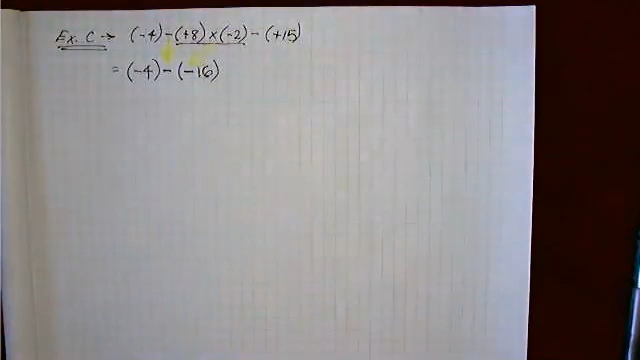 Ex. C → (-4) - (+8) × (-2) - (+15)
= (-4) - (-16)